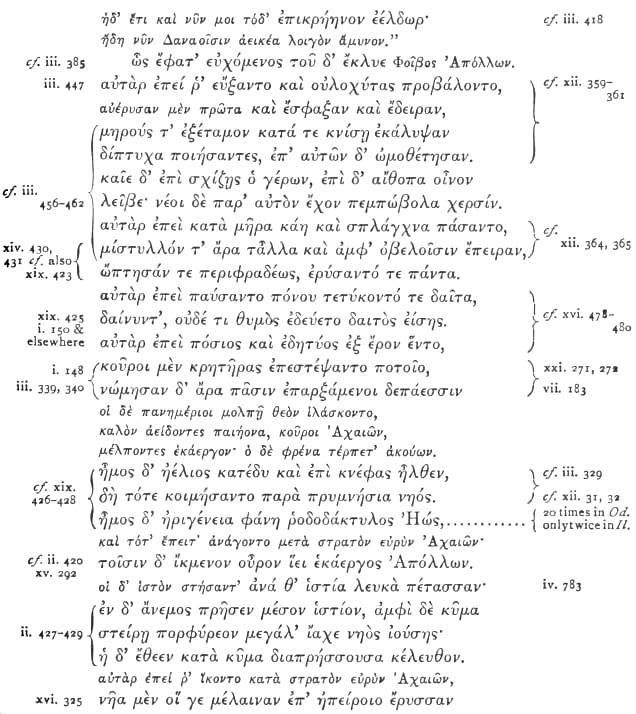 ἠδ' ἔτι καὶ νῦν μοι τόδ' ἐπικρήηνον ἐέλδωρ· cf. iii. 418
ἤδη νῦν Δαναοῖσιν ἀεικέα λοιγὸν ἄμυνον.”
cf. iii. 385 ὣς ἔφατ' εὐχόμενος τοῦ δ' ἔκλυε Φοῖβος Ἀπόλλων.
iii. 447 αὐτὰρ ἐπεί ῥ' εὔξαντο καὶ οὐλοχύτας προβάλοντο, cf. xii. 359-361
αὐέρυσαν μὲν πρῶτα καὶ ἔσφαξαν καὶ ἔδειραν,
μηρούς τ' ἐξέταμον κατά τε κνίσῃ ἐκάλυψαν
δίπτυχα ποιήσαντες, ἐπ' αὐτῶν δ' ὠμοθέτησαν.
cf. iii. 456-462 καῖε δ' ἐπὶ σχίζῃς ὁ γέρων, ἐπὶ δ' αἴθοπα οἶνον
λεῖβε· νέοι δὲ παρ' αὐτὸν ἔχον πεμπώβολα χερσίν.
αὐτὰρ ἐπεὶ κατὰ μῆρα κάη καὶ σπλάγχνα πάσαντο, cf. xii. 364, 365
xiv. 430, 431 cf. also xix. 423 μίστυλλόν τ' ἄρα τἆλλα καὶ ἀμφ' ὀβελοῖσιν ἔπειραν,
ὤπτησάν τε περιφραδέως, ἐρύσαντό τε πάντα.
αὐτὰρ ἐπεὶ παύσαντο πόνου τετύκοντό τε δαῖτα,
xix. 425 i. 150 & elsewhere δαίνυντ', οὐδέ τι θυμὸς ἐδεύετο δαιτὸς ἐίσης. cf. xvi. 478-480
αὐτὰρ ἐπεὶ πόσιος καὶ ἐδητύος ἐξ ἔρον ἕντο,
i. 148 κοῦροι μὲν κρητῆρας ἐπεστέψαντο ποτοῖο, xxi. 271, 272
iii. 339, 340 νώμησαν δ' ἄρα πᾶσιν ἐπαρξάμενοι δεπάεσσιν vii. 183
οἱ δὲ πανημέριοι μολπῇ θεὸν ἱλάσκοντο,
καλὸν ἀείδοντες παιήονα, κοῦροι Ἀχαιῶν,
μέλποντες ἑκάεργον· ὁ δὲ φρένα τέρπετ' ἀκούων.
cf. xix. 426-428 ἦμος δ' ἠέλιος κατέδυ καὶ ἐπὶ κνέφας ἦλθεν, cf. iii. 329
δὴ τότε κοιμήσαντο παρὰ πρυμνήσια νηός. cf. xii. 31, 32
ἦμος δ' ἠριγένεια φάνη ῥοδοδάκτυλος Ἠώς,............ 20 times in Od. only twice in Il.
καὶ τότ' ἔπειτ' ἀνάγοντο μετὰ στρατὸν εὐρὺν Ἀχαιῶν·
cf. ii. 420 xv. 292 τοῖσιν δ' ἴκμενον οὖρον ἵει ἑκάεργος Ἀπόλλων.
οἱ δ' ἱστὸν στήσαντ' ἀνά θ' ἱστία λευκὰ πέτασσαν· iv. 783
ἐν δ' ἄνεμος πρῆσεν μέσον ἱστίον, ἀμφὶ δὲ κῦμα
ii. 427-429 στείρῃ πορφύρεον μεγάλ' ἴαχε νηὸς ἰούσης·
ἡ δ' ἔθεεν κατὰ κῦμα διαπρήσσουσα κέλευθον.
αὐτὰρ ἐπεί ῥ' ἵκοντο κατὰ στρατὸν εὐρὺν Ἀχαιῶν,
xvi. 325 νῆα μὲν οἵ γε μέλαιναν ἐπ' ἠπείροιο ἔρυσσαν